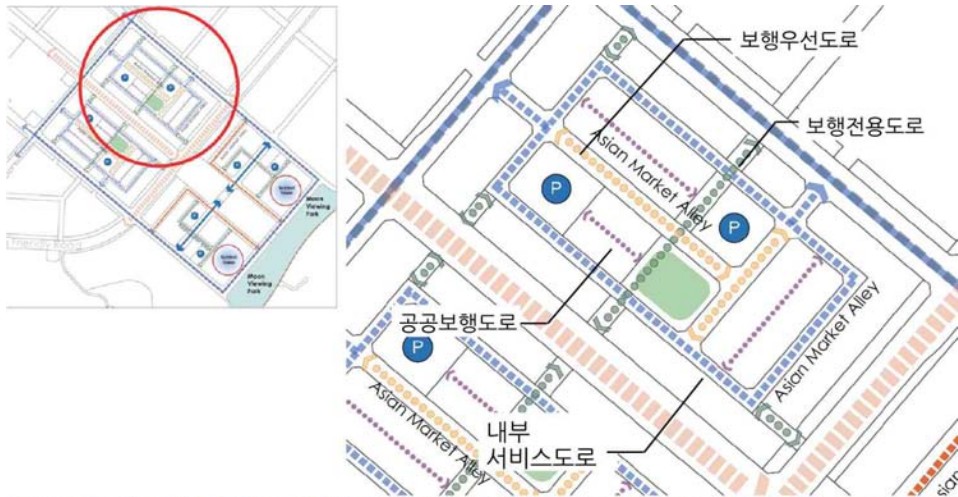 P
P
P
P
P
P
P
P
P
Moon
Viewing
Park
Moon
Viewing
Park
Friendly Road
보행우선도로
보행전용도로
Asian Market Alley
P
P
공공보행도로
P
Asian Market Alley
Asian Market Alley
내부
서비스도로